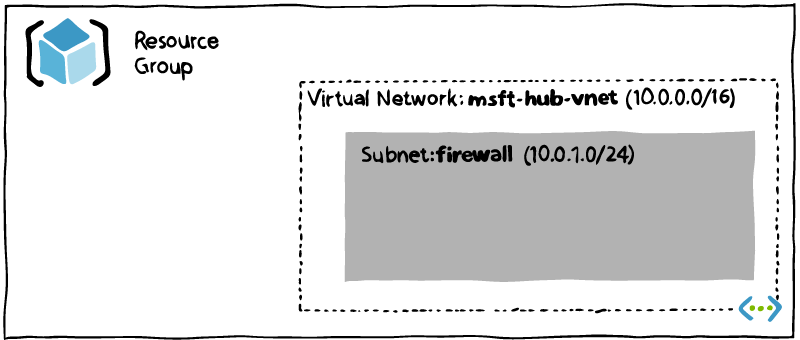 Resource
Group
Virtual Network: msft-hub-vnet (10.0.0.0/16)
Subnet:firewall (10.0.1.0/24)